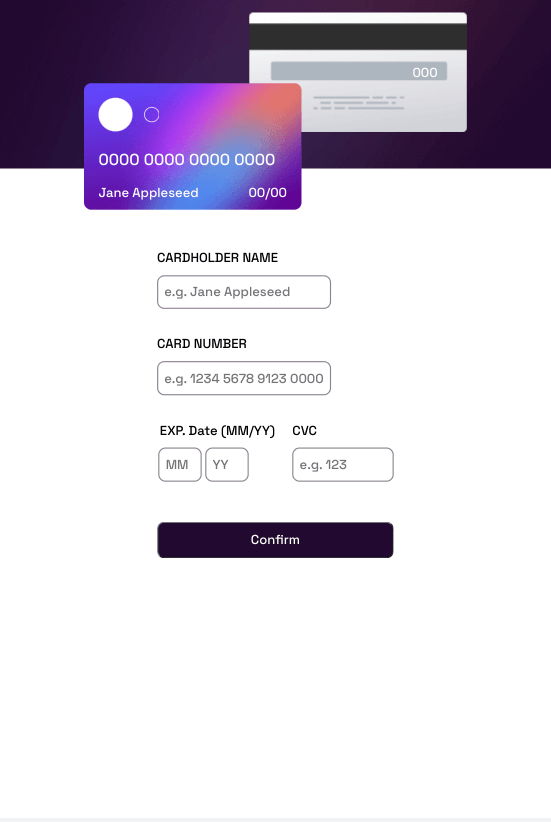 000
0000 0000 0000 0000
Jane Appleseed 00/00
CARDHOLDER NAME
e.g. Jane Appleseed
CARD NUMBER
e.g. 1234 5678 9123 0000
EXP. Date (MM/YY) CVC
MM YY e.g. 123
Confirm